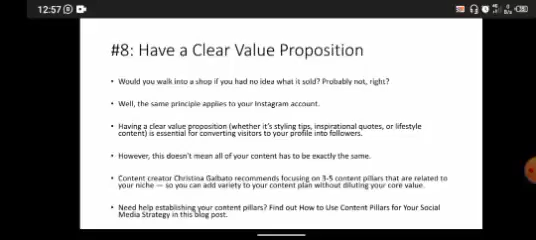 12:57
#8: Have a Clear Value Proposition
• Would you walk into a shop if you had no idea what it sold? Probably not, right?
• Well, the same principle applies to your Instagram account.
• Having a clear value proposition (whether it's styling tips, inspirational quotes, or lifestyle
content) is essential for converting visitors to your profile into followers.
• However, this doesn't mean all of your content has to be exactly the same.
• Content creator Christina Galbato recommends focusing on 3-5 content pillars that are related to
your niche — so you can add variety to your content plan without diluting your core value.
• Need help establishing your content pillars? Find out How to Use Content Pillars for Your Social
Media Strategy in this blog post.